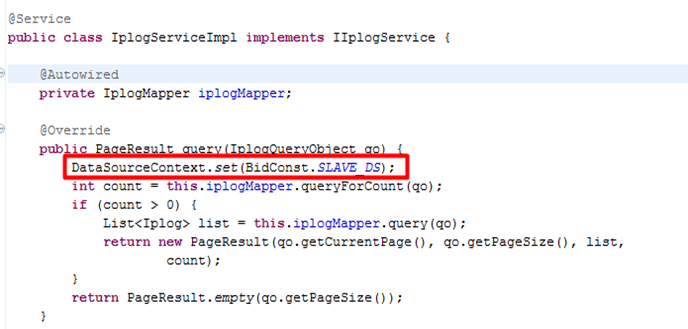 @Service
public class IplogServiceImpl implements IIplogService {
@Autowired
private IplogMapper iplogMapper;
@Override
public PageResult query(IplogQueryObject qo) {
DataSourceContext.set(BidConst.SLAVE_DS);
int count = this.iplogMapper.queryForCount(qo);
if (count > 0) {
List<Iplog> list = this.iplogMapper.query(qo);
return new PageResult(qo.getCurrentPage(), qo.getPageSize(), list,
count);
}
return PageResult.empty(qo.getPageSize());
}